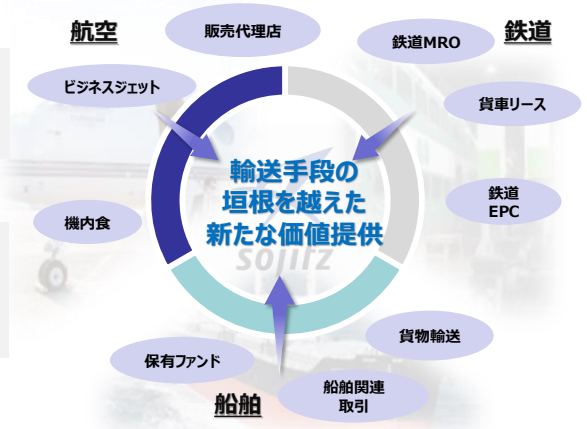 航空
販売代理店
鉄道MRO
鉄道
ビジネスジェット
貨車リース
輸送手段の
垣根を越えた
新たな価値提供
sojitz
機内食
鉄道
EPC
貨物輸送
保有ファンド
船舶関連
取引
船舶